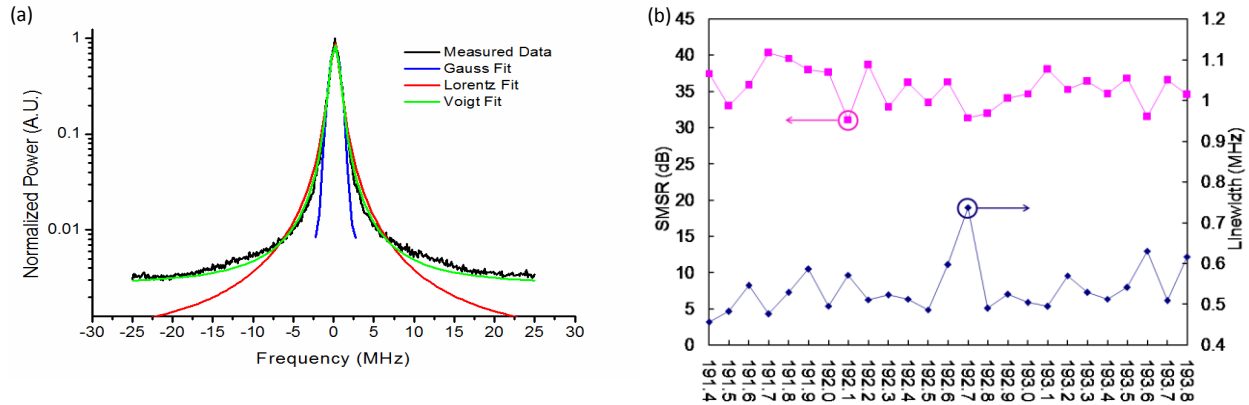 (a)
Normalized Power (A.U.)
1
0.1
0.01
Measured Data
Gauss Fit
Lorentz Fit
Voigt Fit
-30 -25 -20 -15 -10 -5 0 5 10 15 20 25 30
Frequency (MHz)
(b)
SMSR (dB)
45
40
35
30
25
20
15
10
5
0
1.2
1.1
1
0.9
0.8
0.7
0.6
0.5
0.4
Linewidth (MHz)
191.4 191.5 191.6 191.7 191.8 191.9 192.0 192.1 192.2 192.3 192.4 192.5 192.6 192.7 192.8 192.9 193.0 193.1 193.2 193.3 193.4 193.5 193.6 193.7 193.8